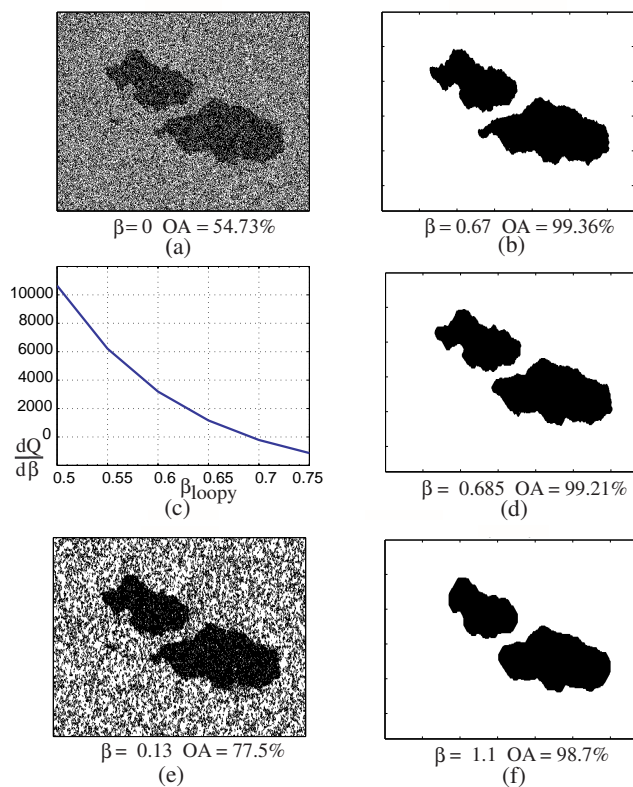 β = 0 OA = 54.73%
(a)
β = 0.67 OA = 99.36%
(b)
10000
8000
6000
4000
2000
0
dQ
dβ
0.5 0.55 0.6 0.65 0.7 0.75
βloopy
(c)
β = 0.685 OA = 99.21%
(d)
β = 0.13 OA = 77.5%
(e)
β = 1.1 OA = 98.7%
(f)